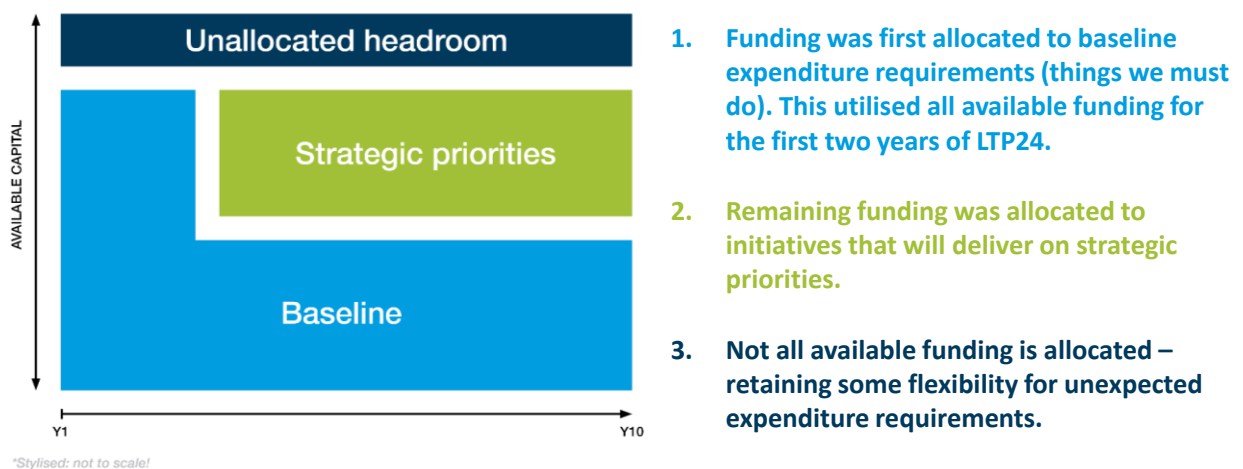 Unallocated headroom
AVAILABLE CAPITAL
Strategic priorities
Baseline
Y1
Y10
*Stylised: not to scale!
1. Funding was first allocated to baseline
expenditure requirements (things we must
do). This utilised all available funding for
the first two years of LTP24.
2. Remaining funding was allocated to
initiatives that will deliver on strategic
priorities.
3. Not all available funding is allocated –
retaining some flexibility for unexpected
expenditure requirements.